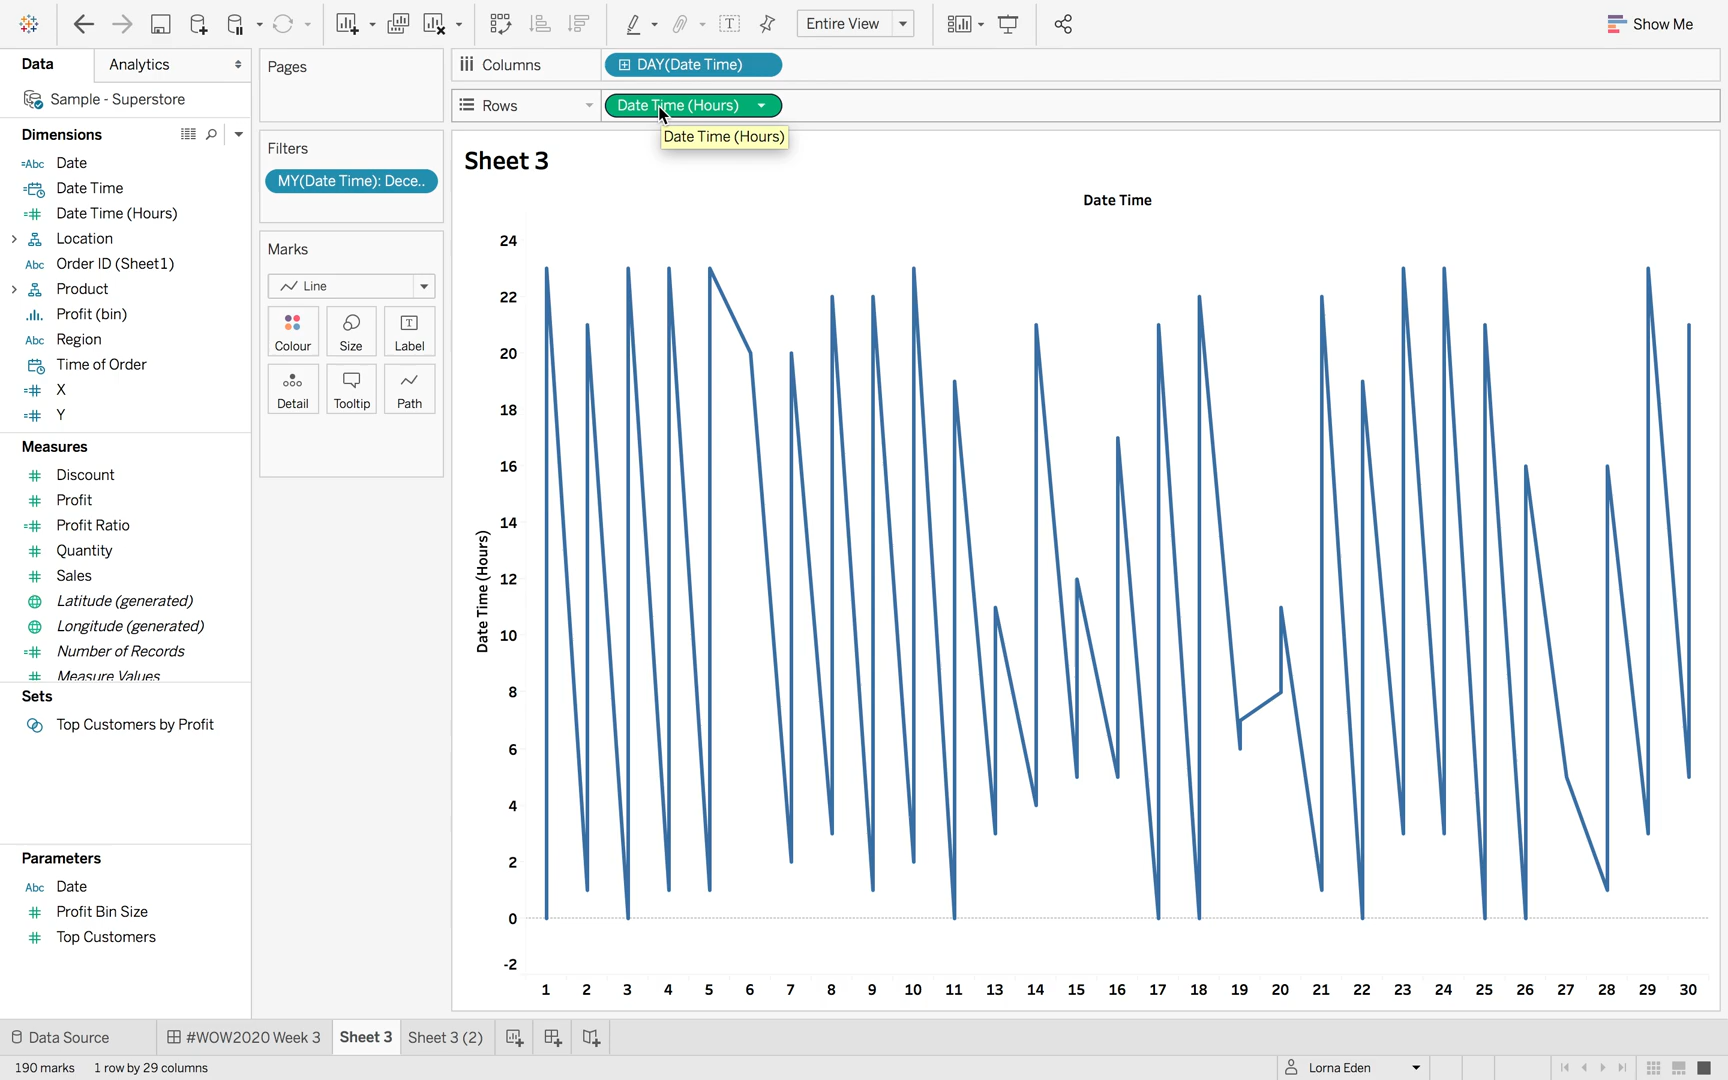 Entire View
Show Me
Data
Analytics
Pages
Columns
DAY(Date Time)
Sample - Superstore
Rows
Date Time (Hours)
Date Time (Hours)
Dimensions
Filters
MY(Date Time): Dece..
Sheet 3
Abc Date
Date Time
Date Time (Hours)
Location
Abc Order ID (Sheet1)
Product
Profit (bin)
Abc Region
Time of Order
X
Y
Marks
Line
Colour
Size
Label
Detail
Tooltip
Path
Measures
Discount
Profit
Profit Ratio
Quantity
Sales
Latitude (generated)
Longitude (generated)
Number of Records
Measure Values
Sets
Top Customers by Profit
Parameters
Abc Date
Profit Bin Size
Top Customers
Date Time
24
22
20
18
16
14
12
10
8
6
4
2
0
-2
Date Time (Hours)
1 2 3 4 5 6 7 8 9 10 11 13 14 15 16 17 18 19 20 21 22 23 24 25 26 27 28 29 30
Data Source
#WOW2020 Week 3
Sheet 3
Sheet 3 (2)
190 marks
1 row by 29 columns
Lorna Eden